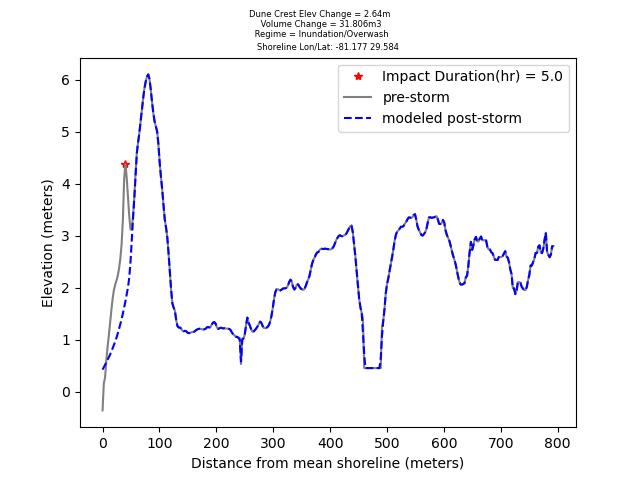 Dune Crest Elev Change = 2.64m
Volume Change = 31.806m3
Regime = Inundation/Overwash
Shoreline Lon/Lat: -81.177 29.584
Impact Duration(hr) = 5.0
pre-storm
modeled post-storm
Elevation (meters)
6
5
4
3
2
1
0
0 100 200 300 400 500 600 700 800
Distance from mean shoreline (meters)